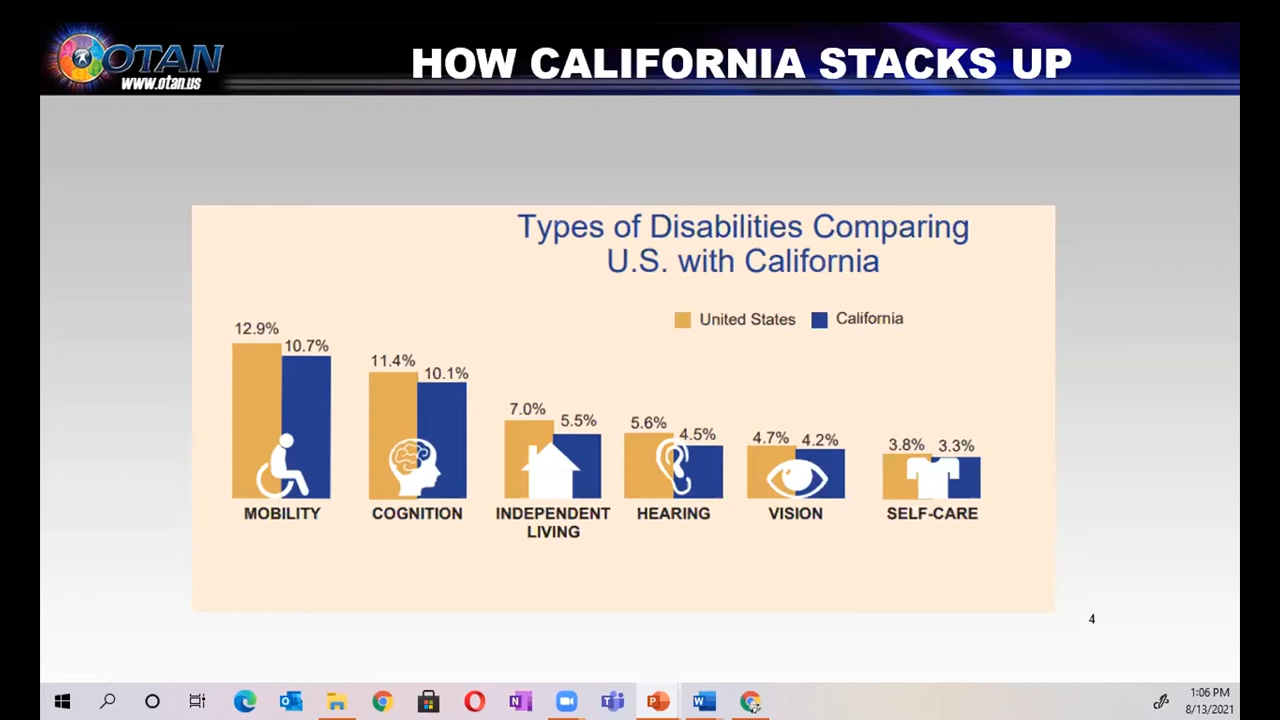 OTAN
www.otan.us
HOW CALIFORNIA STACKS UP
Types of Disabilities Comparing
U.S. with California
United States
California
12.9%
10.7%
11.4%
10.1%
7.0%
5.5%
5.6%
4.5%
4.7%
4.2%
3.8%
3.3%
MOBILITY
COGNITION
INDEPENDENT
LIVING
HEARING
VISION
SELF-CARE
4
1:06 PM
8/13/2021